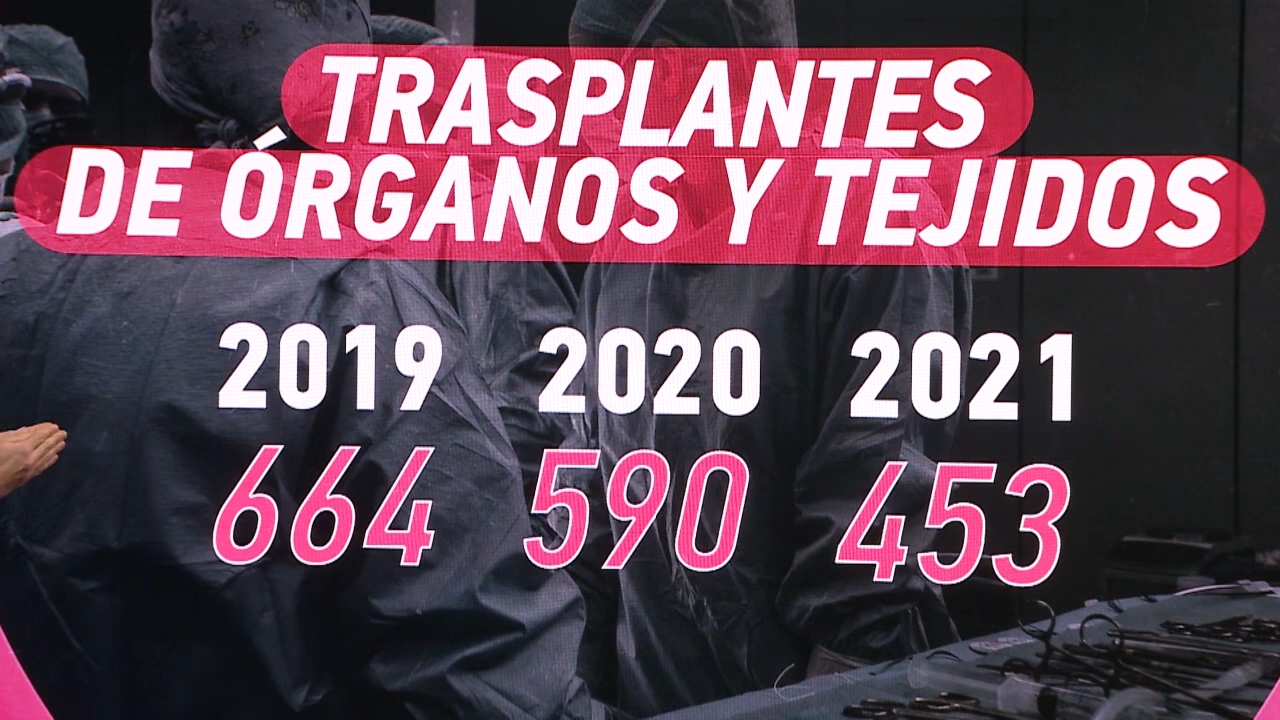 TRASPLANTES
DE ÓRGANOS Y TEJIDOS
2019 2020 2021
664 590 453